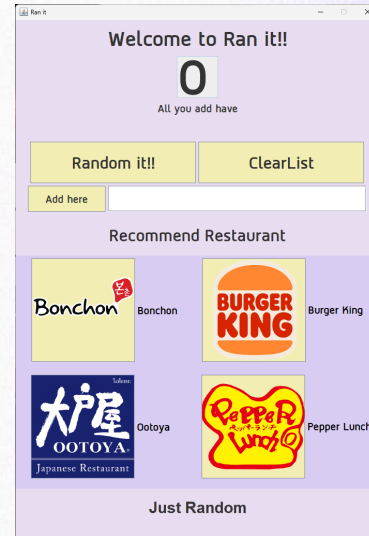 Ran it
Welcome to Ran it!!
0
All you add have
Random it!!
ClearList
Add here
Recommend Restaurant
본촌
Bonchon
Bonchon
BURGER
KING
Burger King
大戸屋
OOTOYA
Japanese Restaurant
Ootoya
PePPeR
ペッパーランチ
Lunch
Pepper Lunch
Just Random